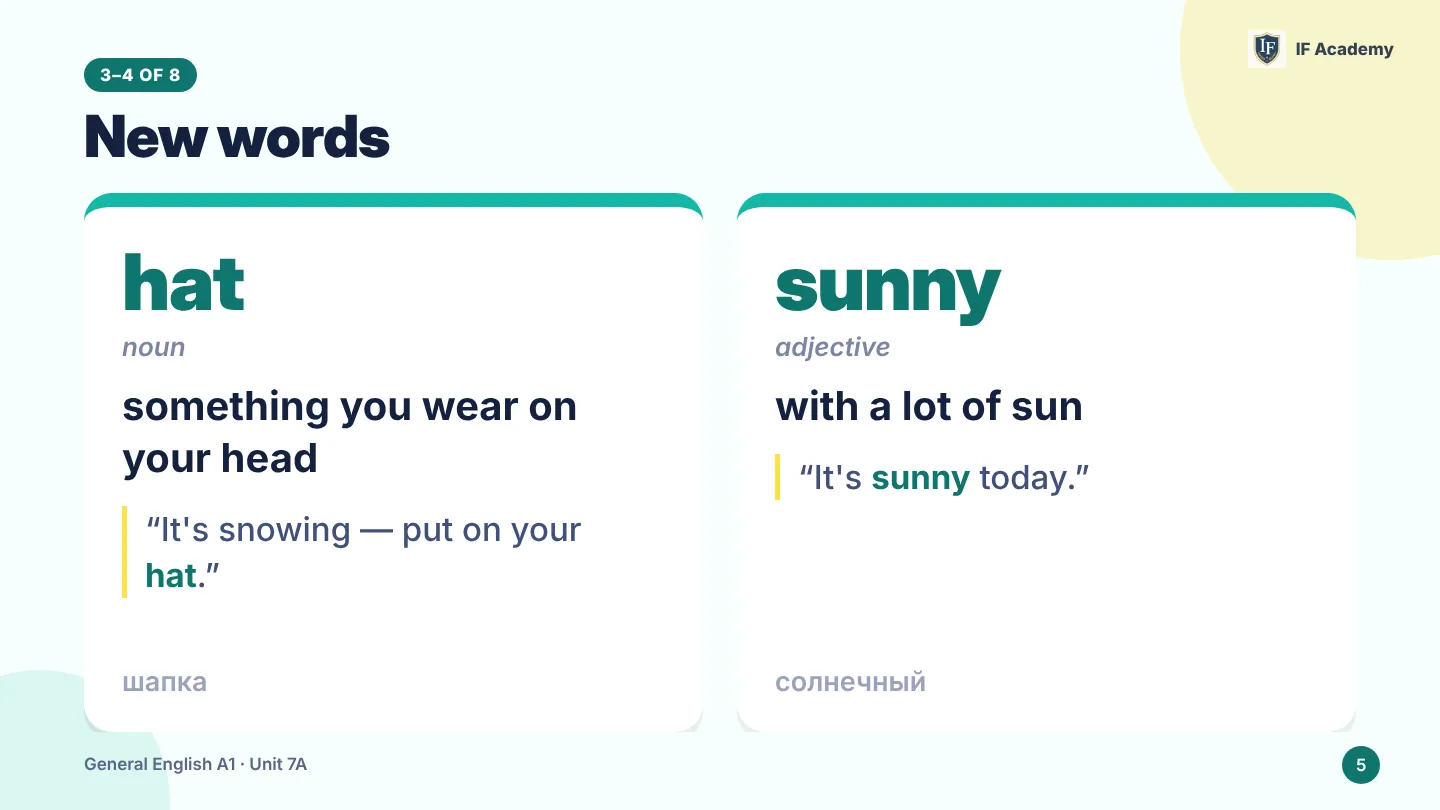 IF
IF Academy
3–4 OF 8
New words
hat
noun
something you wear on
your head
“It's snowing — put on your
hat.”
шапка
sunny
adjective
with a lot of sun
“It's sunny today.”
солнечный
General English A1 · Unit 7A
5